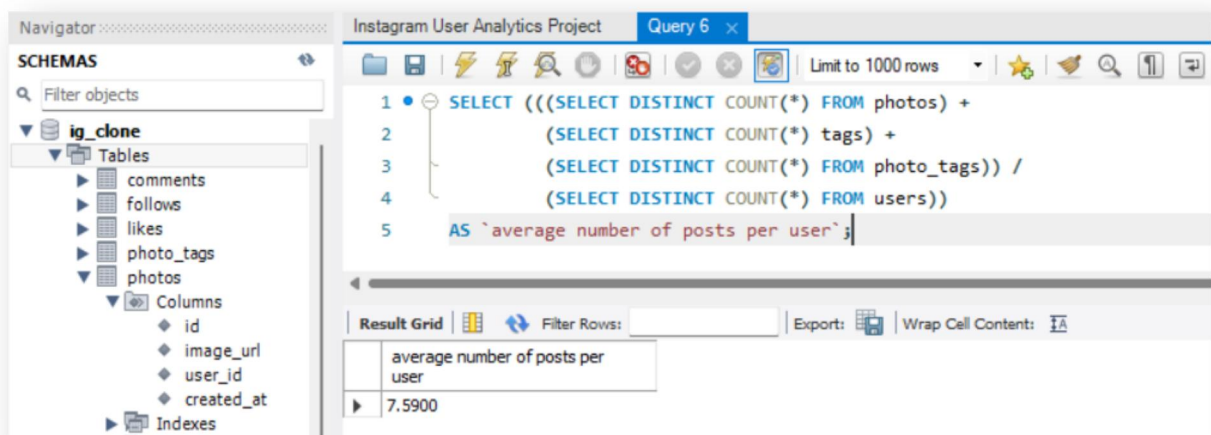 Navigator
SCHEMAS
Filter objects
ig_clone
Tables
comments
follows
likes
photo_tags
photos
Columns
id
image_url
user_id
created_at
Indexes
Instagram User Analytics Project
Query 6 ×
Limit to 1000 rows
1 SELECT (((SELECT DISTINCT COUNT(*) FROM photos) +
2 (SELECT DISTINCT COUNT(*) tags) +
3 (SELECT DISTINCT COUNT(*) FROM photo_tags)) /
4 (SELECT DISTINCT COUNT(*) FROM users))
5 AS `average number of posts per user`;
Result Grid Filter Rows: Export: Wrap Cell Content: IA
average number of posts per
user
7.5900